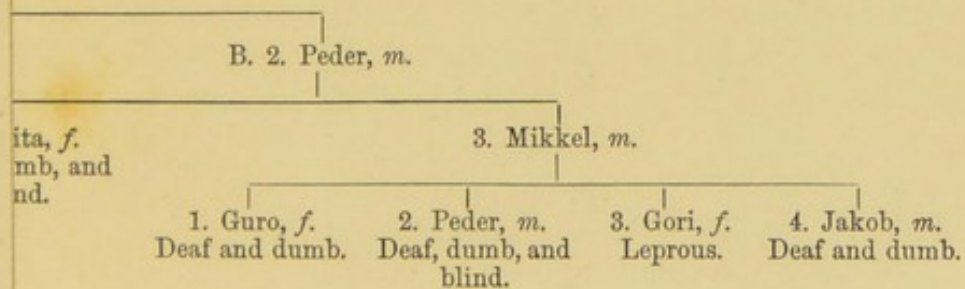 B. 2. Peder, m.
ita, f.
mb, and
nd.
3. Mikkel, m.
1. Guro, f.
Deaf and dumb.
2. Peder, m.
Deaf, dumb, and
blind.
3. Gori, f.
Leprous.
4. Jakob, m.
Deaf and dumb.